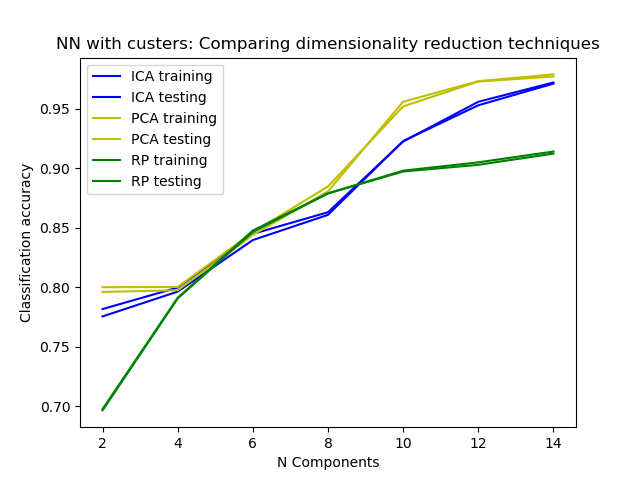 NN with custers: Comparing dimensionality reduction techniques
ICA training
ICA testing
PCA training
PCA testing
RP training
RP testing
Classification accuracy
0.95
0.90
0.85
0.80
0.75
0.70
2 4 6 8 10 12 14
N Components